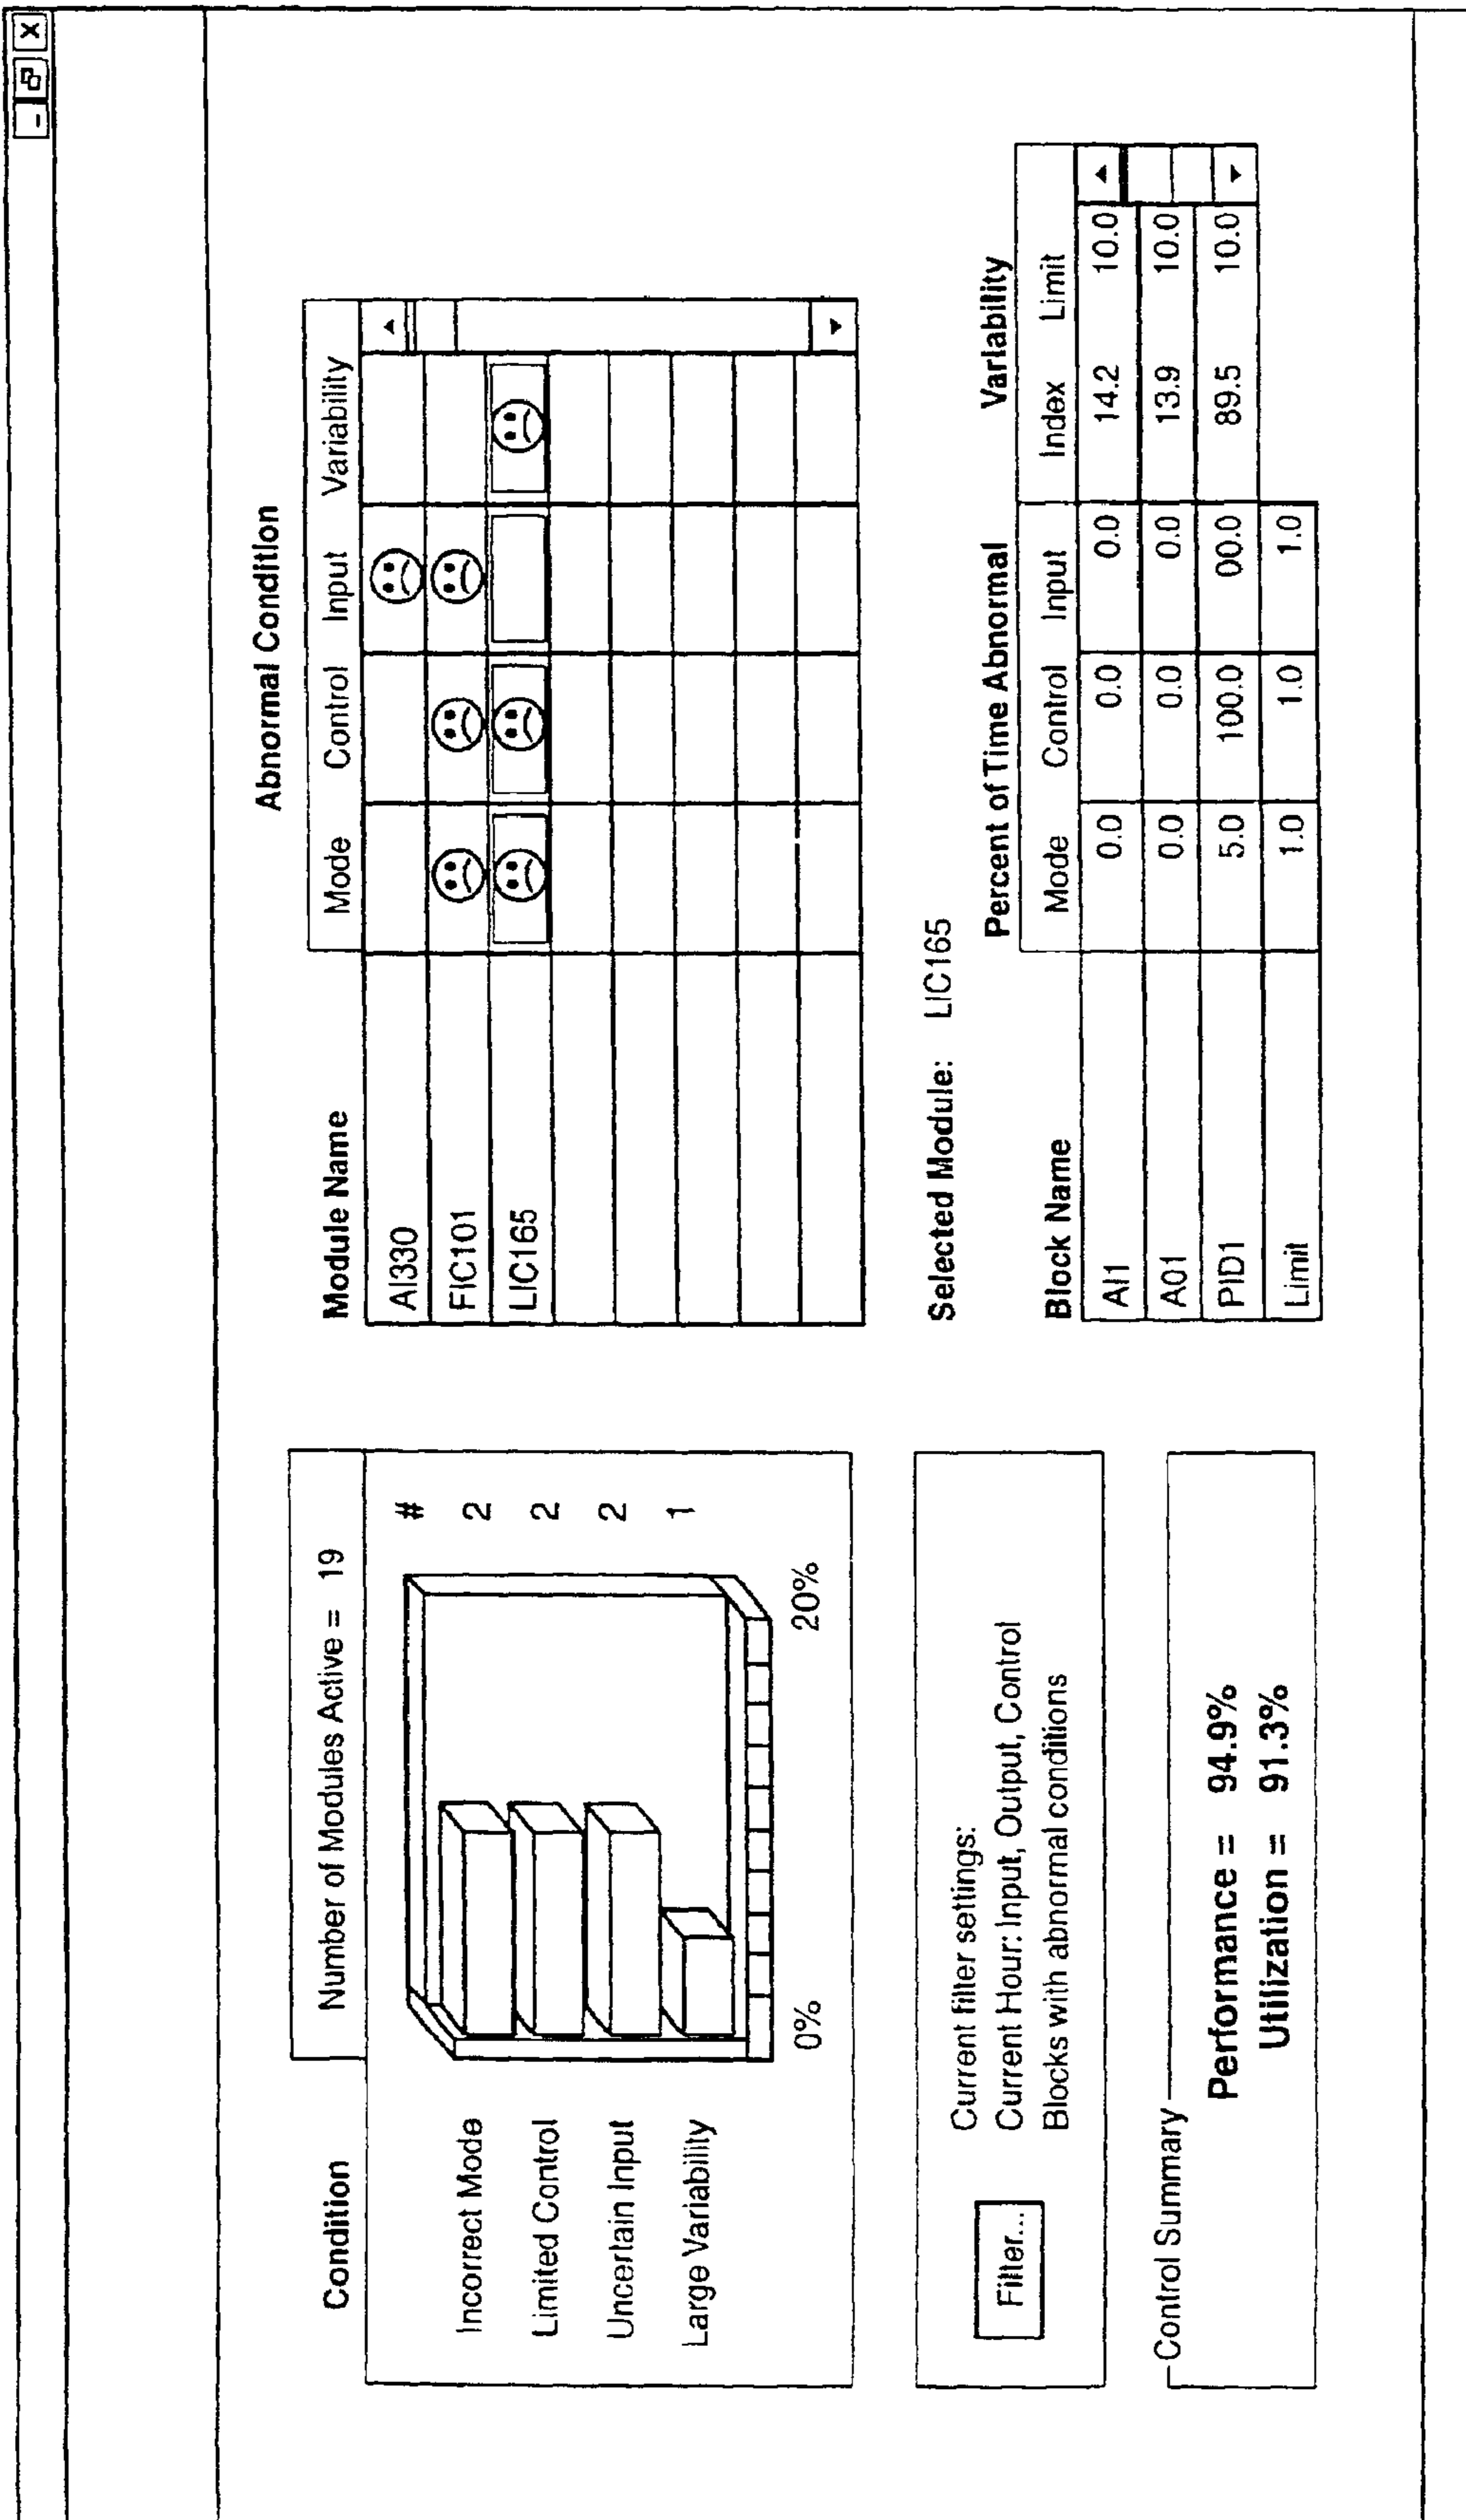 Condition
Number of Modules Active = 19
#
Incorrect Mode 2
Limited Control 2
Uncertain Input 2
Large Variability 1
0% 20%
Filter...
Current filter settings:
Current Hour: Input, Output, Control
Blocks with abnormal conditions
Control Summary
Performance = 94.9%
Utilization = 91.3%
Abnormal Condition
Module Name Mode Control Input Variability
AI330
FIC101
LIC165
Selected Module: LIC165
Percent of Time Abnormal Variability
Block Name Mode Control Input Index Limit
AI1 0.0 0.0 0.0 14.2 10.0
A01 0.0 0.0 0.0 13.9 10.0
PID1 5.0 100.0 00.0 89.5 10.0
Limit 1.0 1.0 1.0